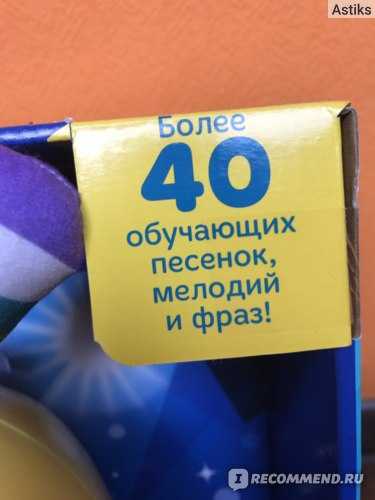 Astiks
Более
40
обучающих
песенок,
мелодий
и фраз!
RECOMMEND.RU